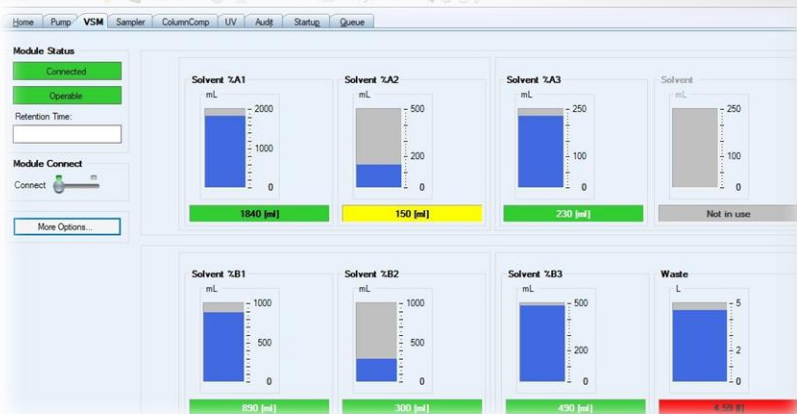 Home Pump VSM Sampler ColumnComp UV Audit Startup Queue
Module Status
Connected
Operable
Retention Time:
Module Connect
Connect
More Options...
Solvent %A1
mL
2000
1000
0
1840 [ml]
Solvent %A2
mL
500
200
0
150 [ml]
Solvent %A3
mL
250
100
0
230 [ml]
Solvent
mL
250
100
0
Not in use
Solvent %B1
mL
1000
500
0
890 [ml]
Solvent %B2
mL
1000
500
0
300 [ml]
Solvent %B3
mL
500
200
0
490 [ml]
Waste
L
5
2
0
4.59 [l]